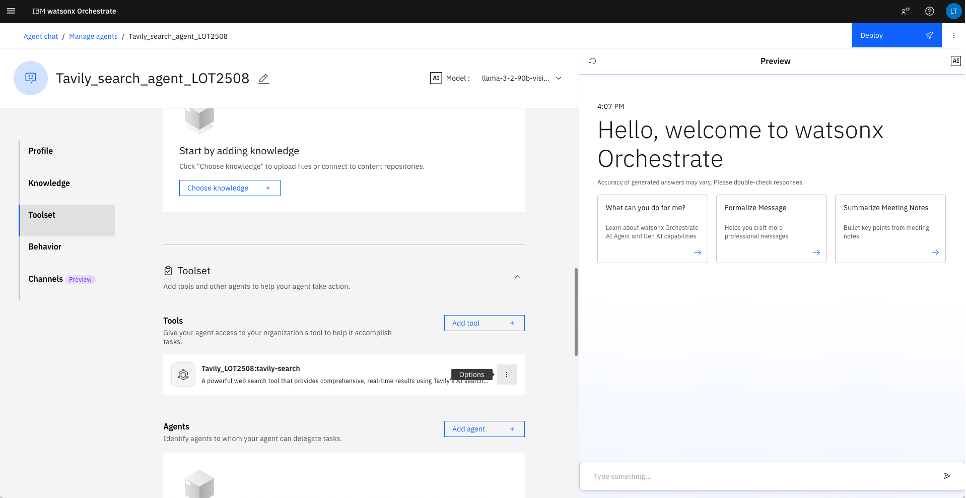 IBM watsonx Orchestrate
LT
Agent chat / Manage agents / Tavily_search_agent_LOT2508
Deploy
Tavily_search_agent_LOT2508
AI Model : llama-3-2-90b-visi...
Preview
AI
Profile
Knowledge
Toolset
Behavior
Channels Preview
Start by adding knowledge
Click "Choose knowledge" to upload files or connect to content repositories.
Choose knowledge +
Toolset
Add tools and other agents to help your agent take action.
Tools
Give your agent access to your organization's tool to help it accomplish
tasks.
Add tool +
Tavily_LOT2508:tavily-search
A powerful web search tool that provides comprehensive, real-time results using Tavily's AI search...
Options
Agents
Identify agents to whom your agent can delegate tasks.
Add agent +
4:07 PM
Hello, welcome to watsonx
Orchestrate
Accuracy of generated answers may vary. Please double-check responses.
What can you do for me?
Learn about watsonx Orchestrate
AI Agent and Gen AI capabilities
Formalize Message
Helps you craft more
professional messages
Summarize Meeting Notes
Bullet key points from meeting
notes
Type something...